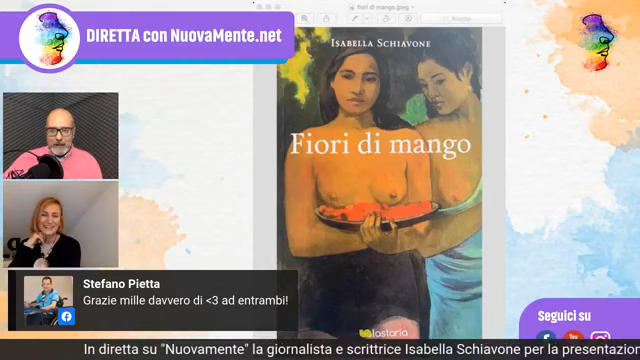 DIRETTA con NuovaMente.net
fiori di mango.jpeg
ISABELLA SCHIAVONE
Fiori di mango
lostario
Stefano Pietta
Grazie mille davvero di <3 ad entrambi!
Seguici su
In diretta su "Nuovamente" la giornalista e scrittrice Isabella Schiavone per la presentazion